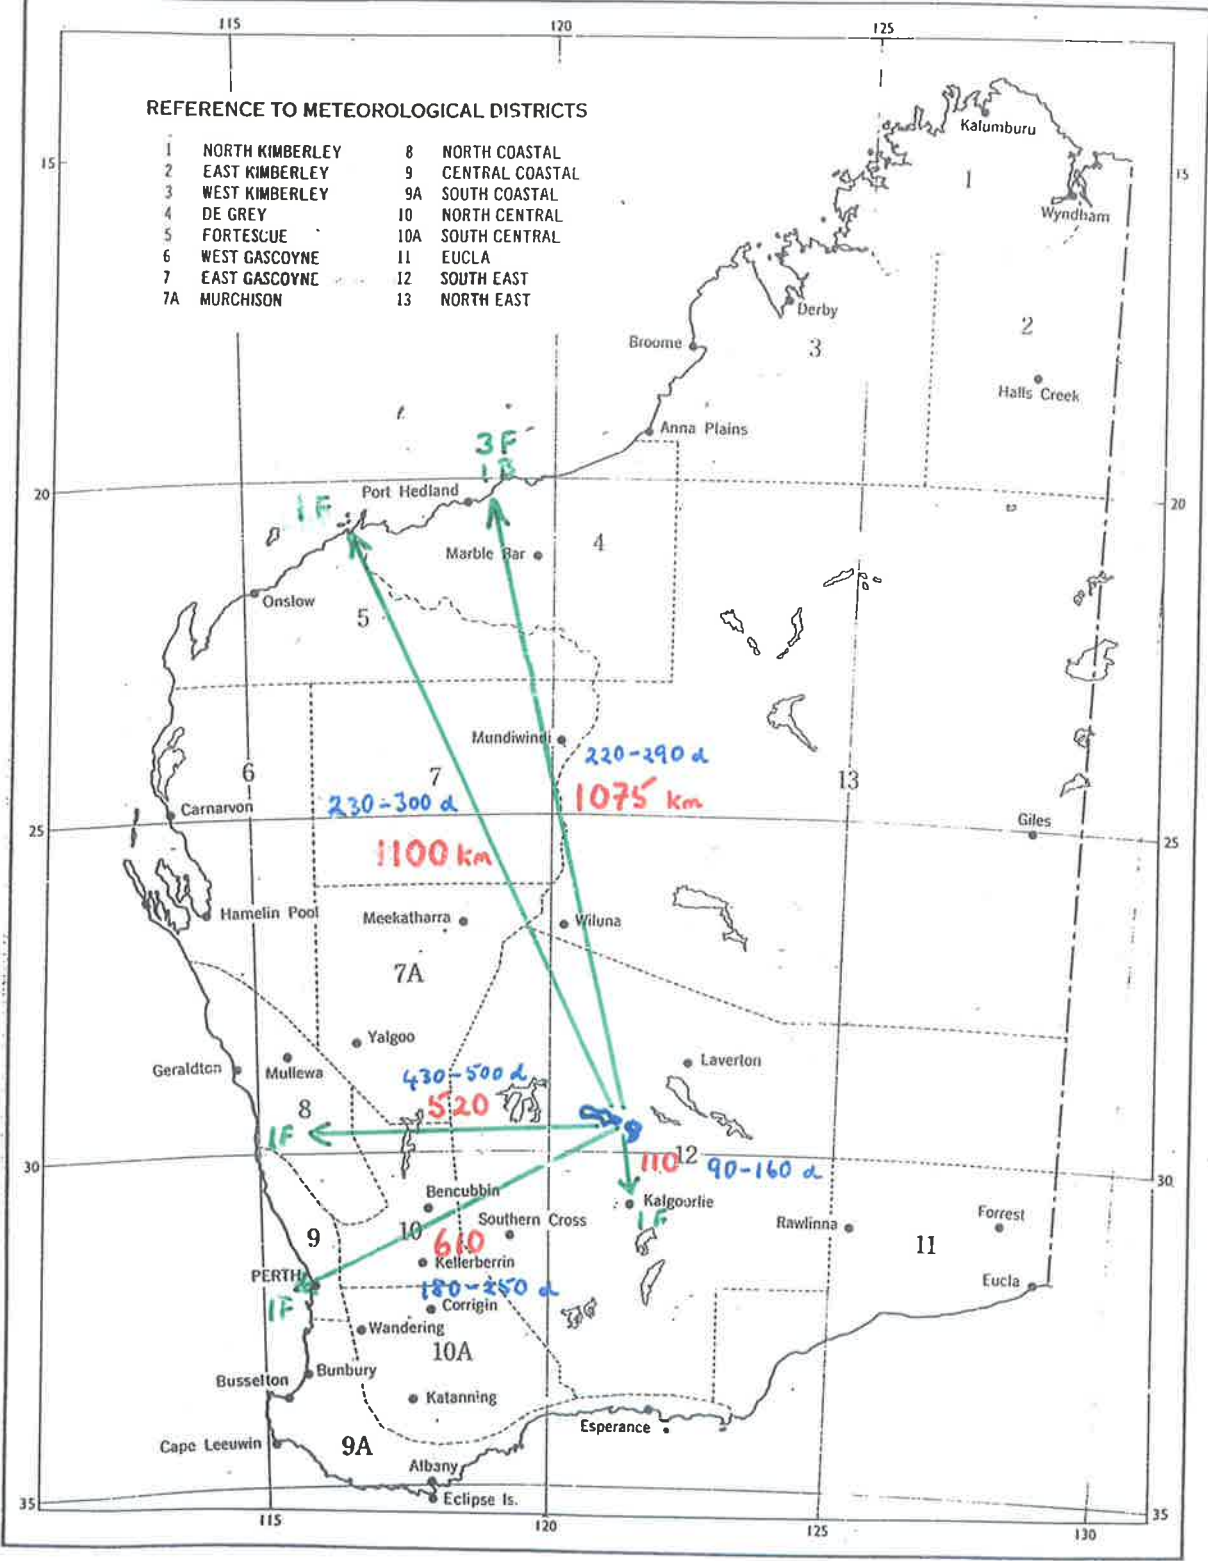 115 120 125
REFERENCE TO METEOROLOGICAL DISTRICTS
1 NORTH KIMBERLEY 8 NORTH COASTAL
2 EAST KIMBERLEY 9 CENTRAL COASTAL
3 WEST KIMBERLEY 9A SOUTH COASTAL
4 DE GREY 10 NORTH CENTRAL
5 FORTESCUE 10A SOUTH CENTRAL
6 WEST GASCOYNE 11 EUCLA
7 EAST GASCOYNE 12 SOUTH EAST
7A MURCHISON 13 NORTH EAST
Kalumburu
15 15
1
Wyndham
Derby
2
Broome
3
Halls Creek
Anna Plains
3F
1B
Port Hedland
20 20
1F
4
Marble Bar
Onslow
5
Mundiwindi
220-290 d
6 7 13
230-300 d
1075 km
Carnarvon
Giles
25 25
1100 km
Hamelin Pool
Meekatharra
Wiluna
7A
Yalgoo
Laverton
Geraldton
Mullewa
430-500 d
520
8
1F
30 30
110 12 90-160 d
Bencubbin
Kalgoorlie
1F
Southern Cross
Rawlinna
Forrest
9 10 11
610
Kellerberrin
PERTH
Eucla
180-250 d
1F
Corrigin
Wandering
10A
Bunbury
Busselton
Katanning
Esperance
Cape Leeuwin
9A
Albany
Eclipse Is.
35 35
115 120 125 130